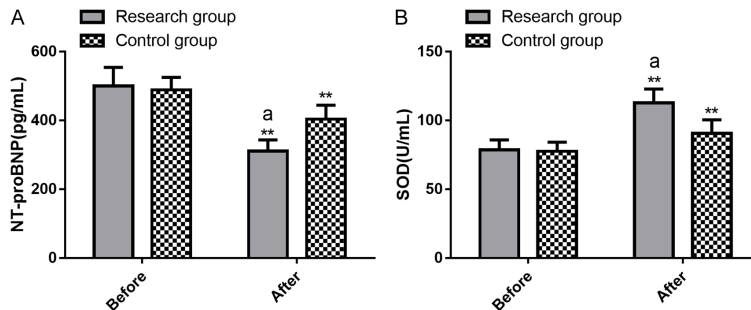 A
Research group
Control group
NT-proBNP(pg/mL)
600
400
200
0
a
**
**
Before
After
B
Research group
Control group
SOD(U/mL)
150
100
50
0
a
**
**
Before
After